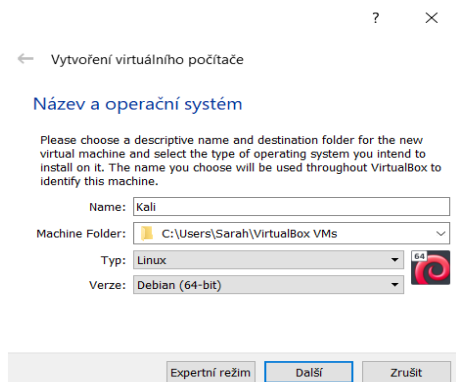 ?
Vytvoření virtuálního počítače
Název a operační systém
Please choose a descriptive name and destination folder for the new
virtual machine and select the type of operating system you intend to
install on it. The name you choose will be used throughout VirtualBox to
identify this machine.
Name: Kali
Machine Folder: C:\Users\Sarah\VirtualBox VMs
Typ: Linux
64
Verze: Debian (64-bit)
Expertní režim Další Zrušit